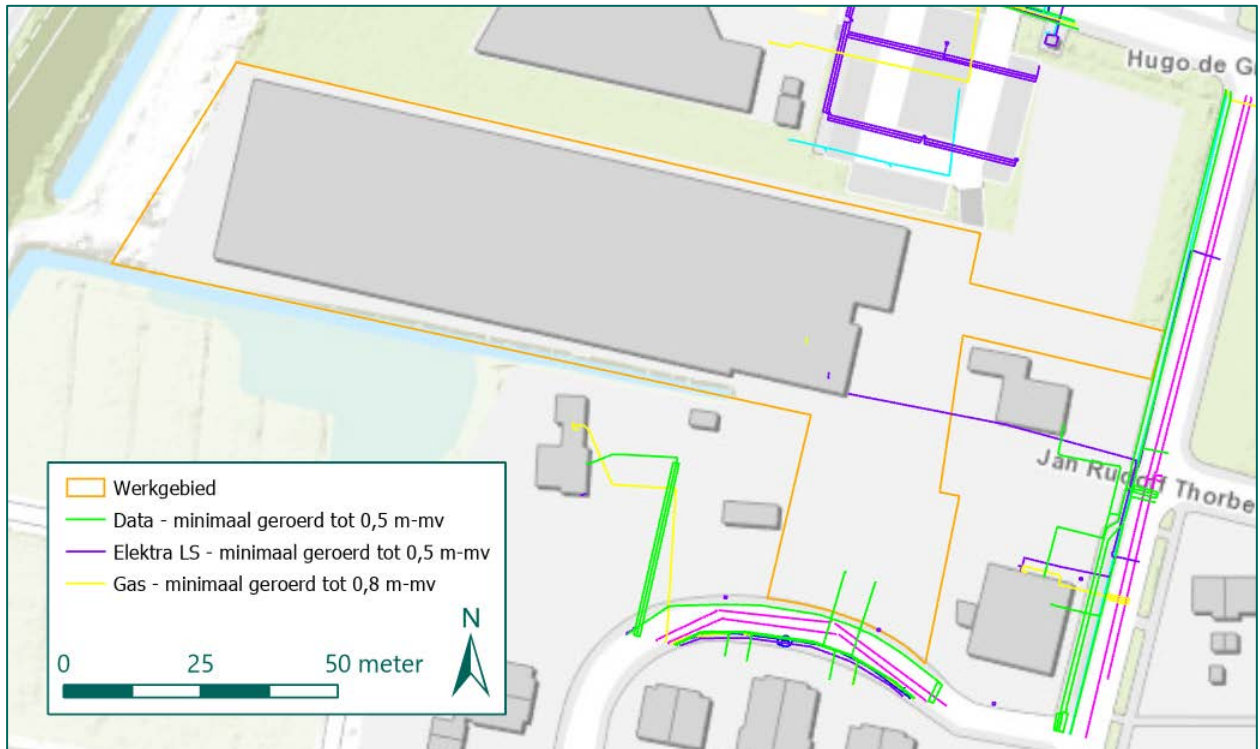 Hugo de G
Jan Rudolf Thorbe
Werkgebied
Data - minimaal geroerd tot 0,5 m-mv
Elektra LS - minimaal geroerd tot 0,5 m-mv
Gas - minimaal geroerd tot 0,8 m-mv
N
0 25 50 meter